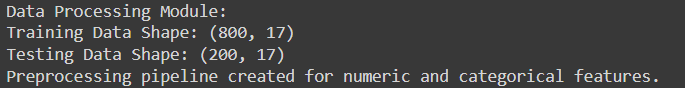 Data Processing Module:
Training Data Shape: (800, 17)
Testing Data Shape: (200, 17)
Preprocessing pipeline created for numeric and categorical features.